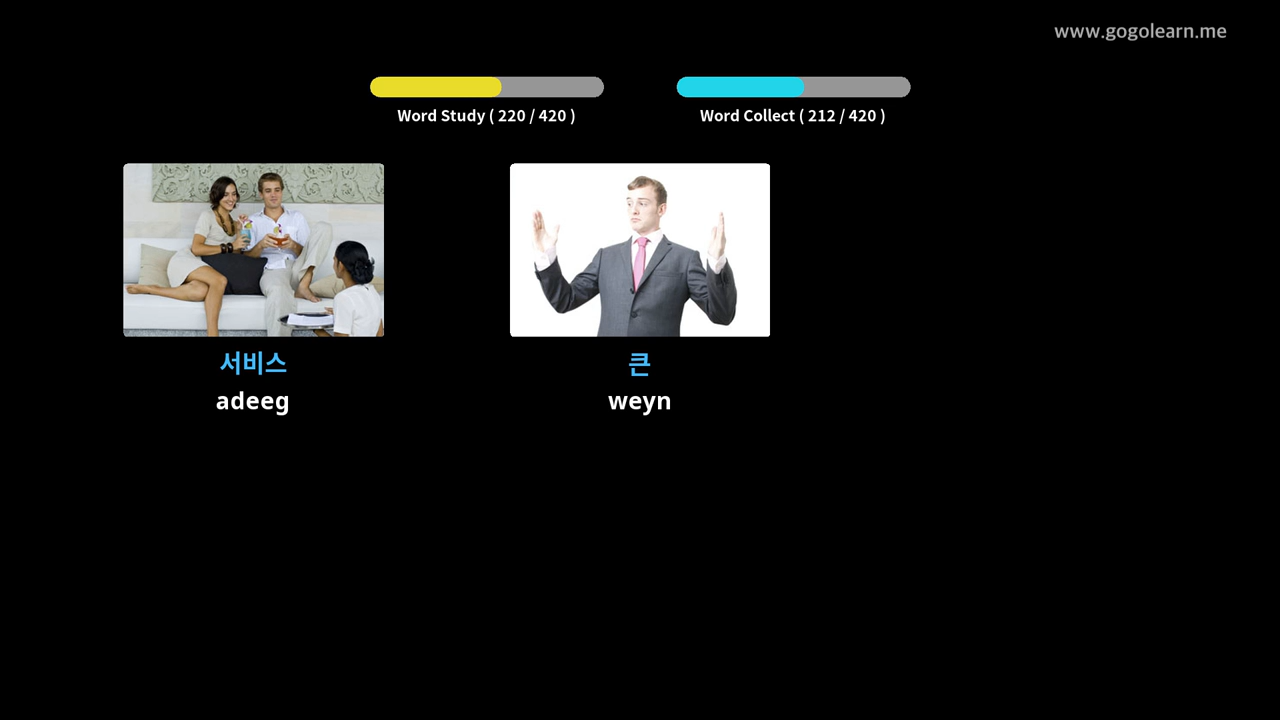 www.gogolearn.me
Word Study ( 220 / 420 )
Word Collect ( 212 / 420 )
서비스
adeeg
큰
weyn